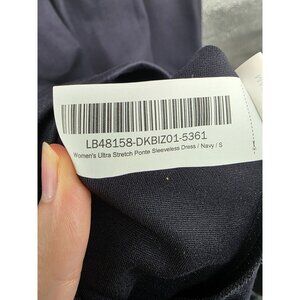 LB48158-DKBIZ01-5361
Women's Ultra Stretch Ponte Sleeveless Dress / Navy / S